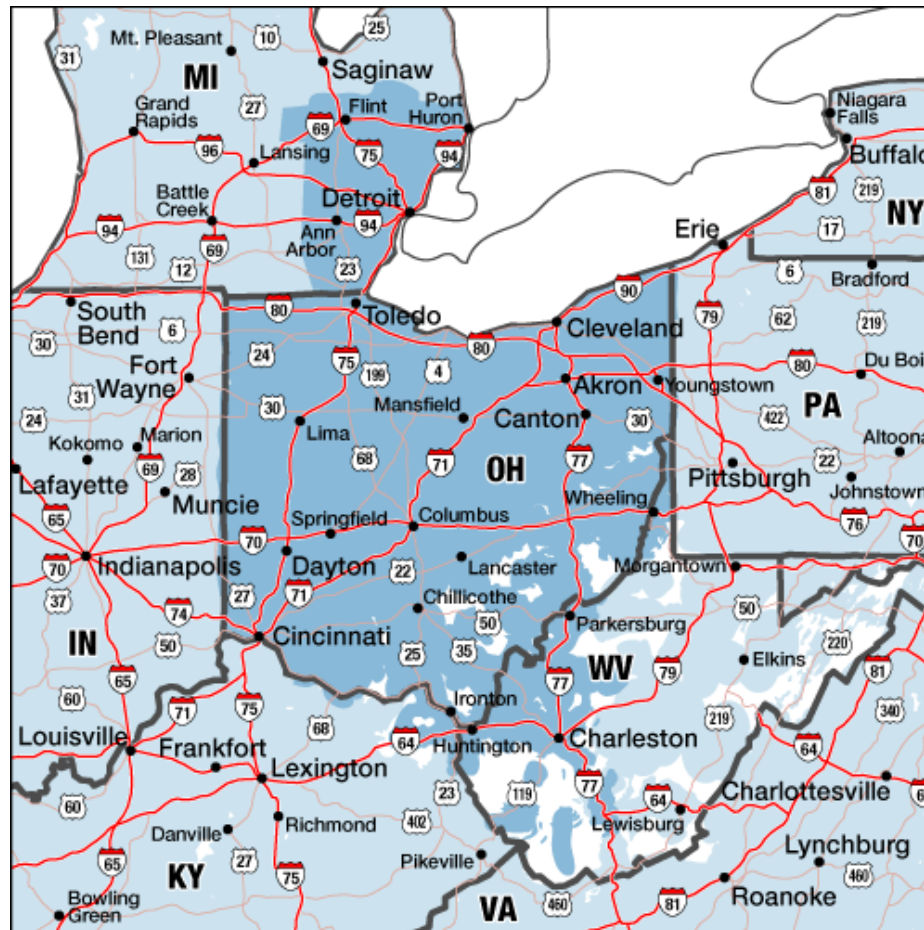 25
10
Mt. Pleasant
31
MI
Saginaw
Niagara
Falls
Grand
Rapids
27
Flint
Port
Huron
69
96
75
94
Buffalo
Lansing
81
219
Battle
Creek
Detroit
NY
94
Ann
Arbor
94
17
69
Erie
131
12
23
6
Bradford
90
South
Bend
80
Toledo
79
62
219
30
6
24
75
199
4
80
Cleveland
80
Fort
Wayne
Akron
Youngstown
Du Boi
31
24
30
Mansfield
Canton
30
PA
422
Kokomo
Marion
Lima
68
71
OH
77
Altoona
69
28
22
Lafayette
Muncie
Wheeling
Pittsburgh
Johnstown
65
Springfield
Columbus
76
70
70
70
Indianapolis
Dayton
Lancaster
Morgantown
37
27
71
22
74
Chillicothe
50
Parkersburg
50
50
Cincinnati
25
35
WV
220
IN
65
77
79
Elkins
81
60
71
75
Ironton
219
340
68
64
Louisville
Frankfort
Huntington
Charleston
64
Lexington
23
119
77
64
Charlottesville
6
60
Danville
Richmond
402
Lewisburg
65
27
Pikeville
Lynchburg
KY
75
460
Bowling
Green
VA
460
81
Roanoke